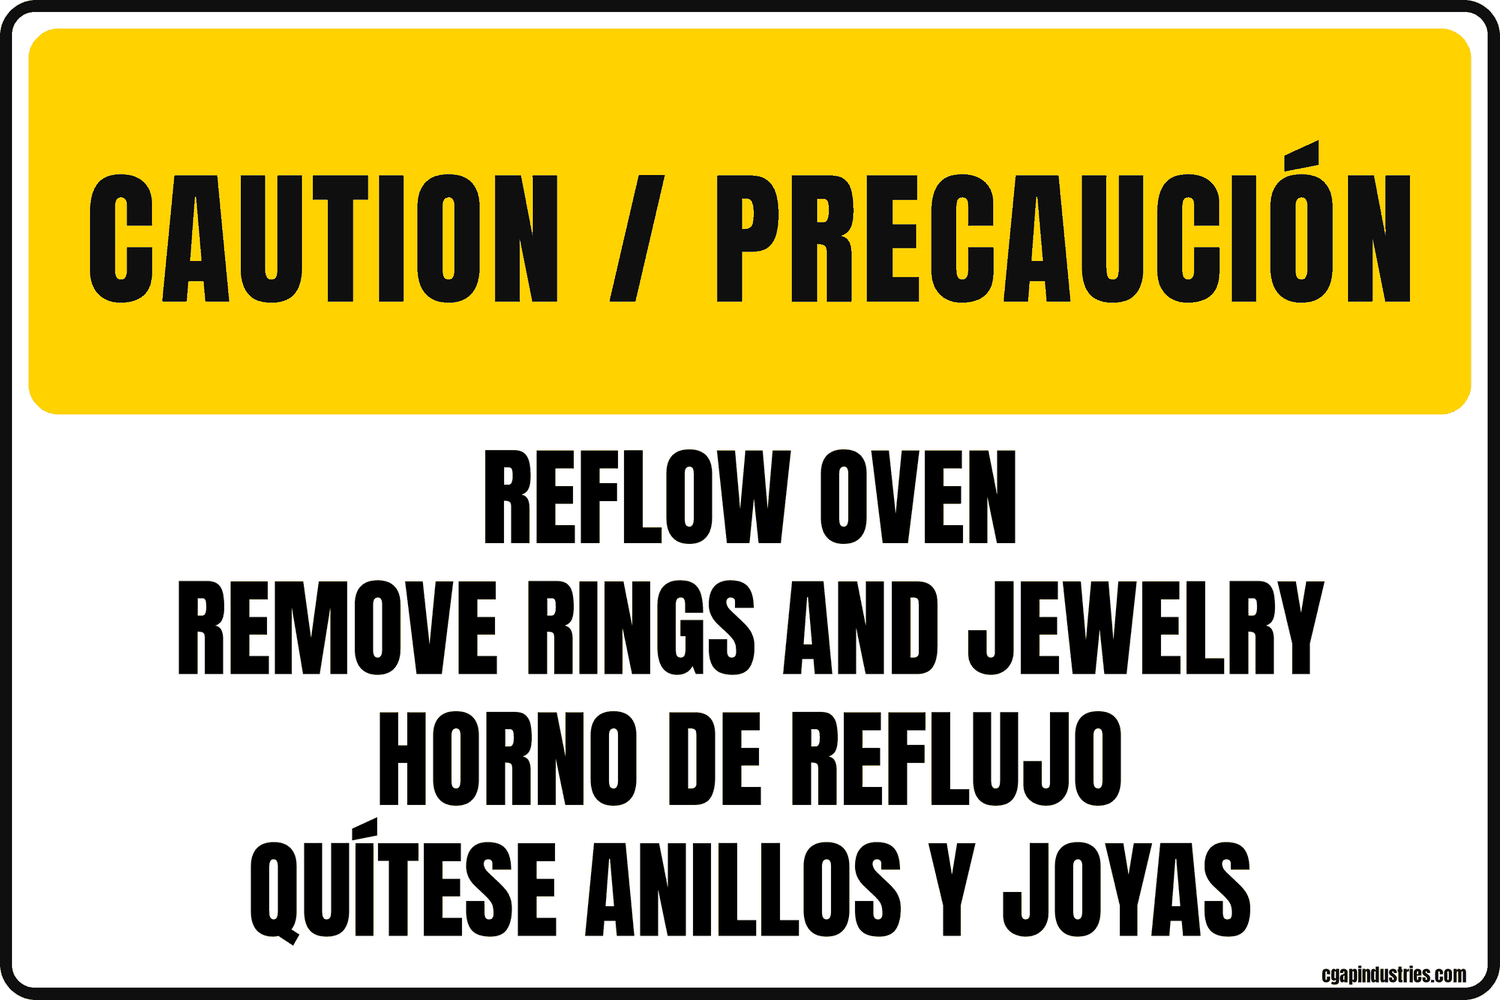 CAUTION / PRECAUCIÓN
REFLOW OVEN
REMOVE RINGS AND JEWELRY
HORNO DE REFLUJO
QUÍTESE ANILLOS Y JOYAS
cgapindustries.com